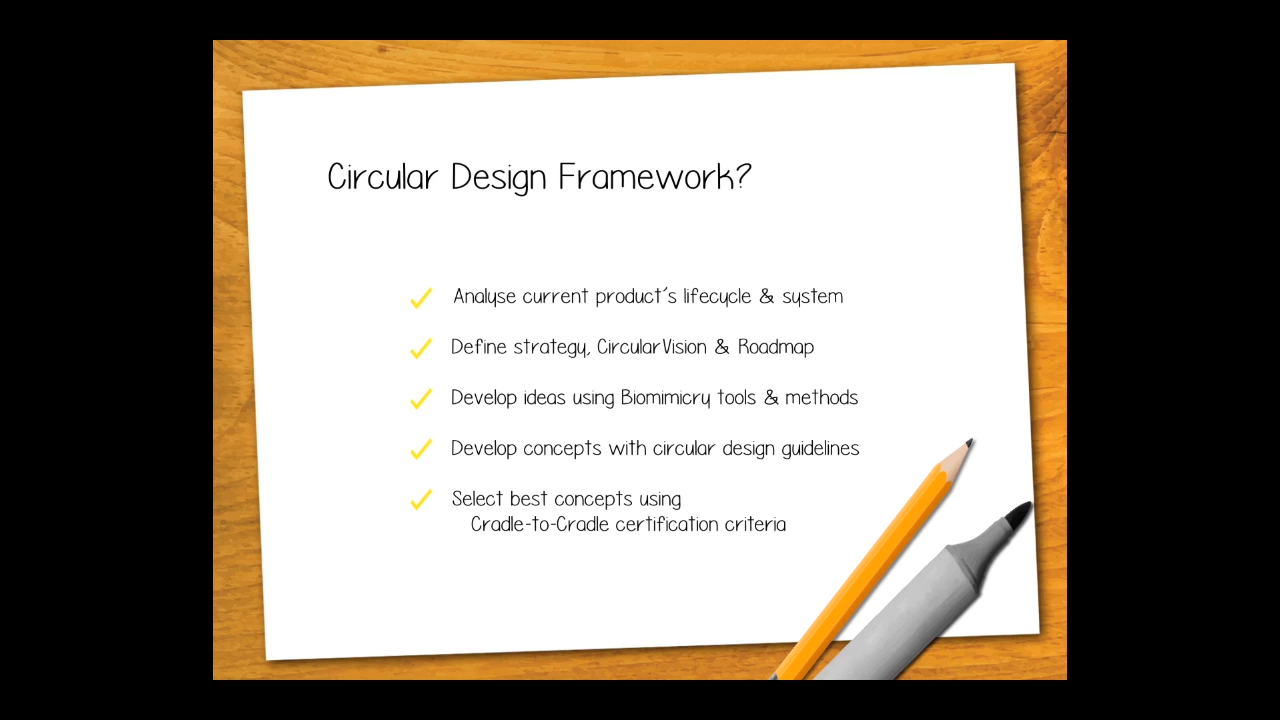 Circular Design Framework?
Analyse current product's lifecycle & system
Define strategy, CircularVision & Roadmap
Develop ideas using Biomimicry tools & methods
Develop concepts with circular design guidelines
Select best concepts using
Cradle-to-Cradle certification criteria